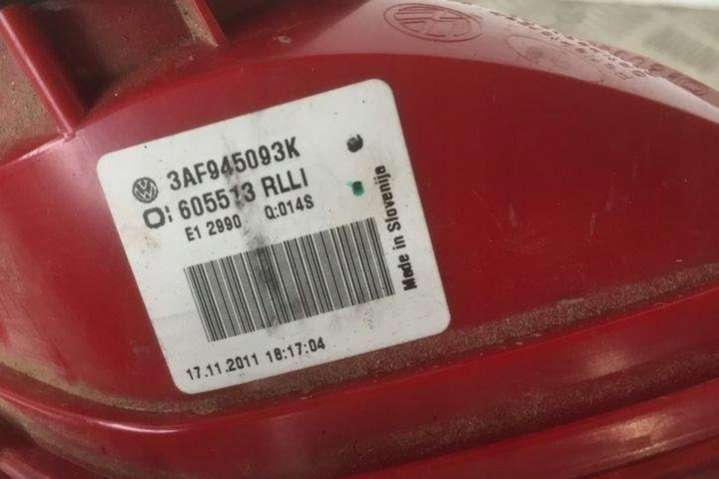 3AF945093K
605513 RLLI
E1 2990 Q:014S
Made in Slovenija
17.11.2011 18:17:04